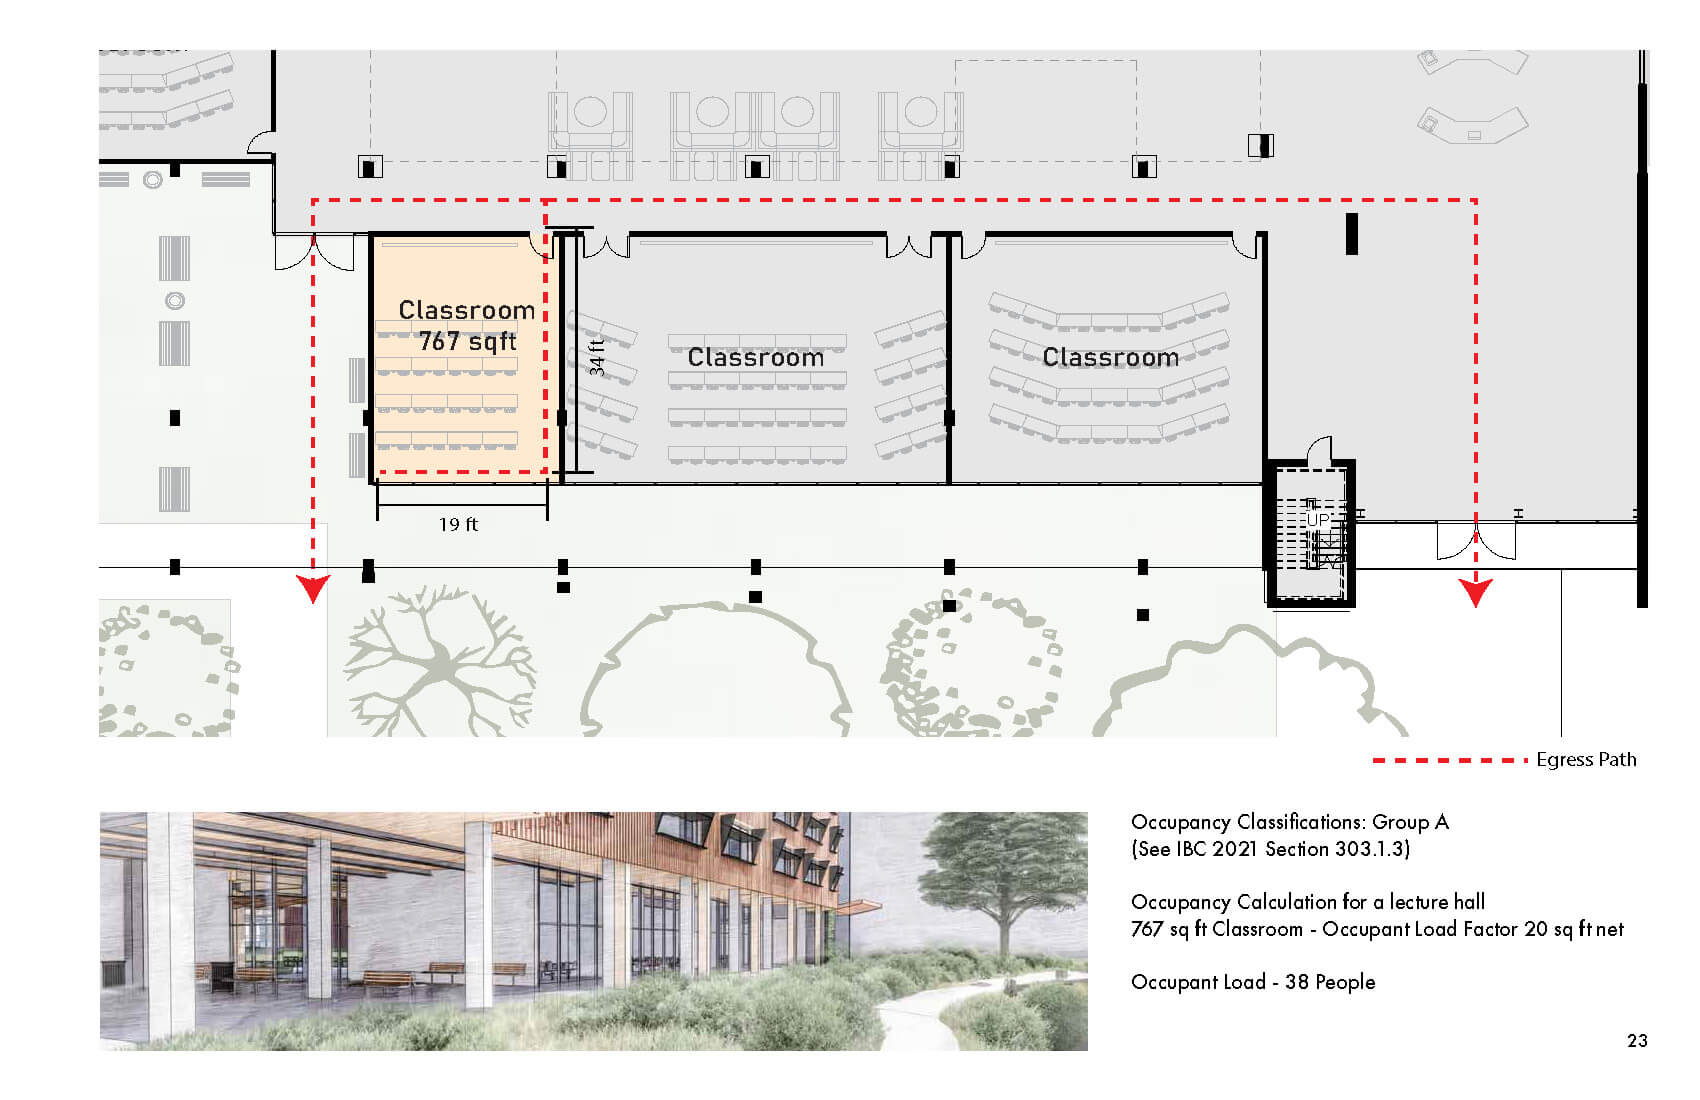 Classroom
767 sqft
34 ft
Classroom
Classroom
19 ft
UP
Egress Path
Occupancy Classifications: Group A
(See IBC 2021 Section 303.1.3)
Occupancy Calculation for a lecture hall
767 sq ft Classroom - Occupant Load Factor 20 sq ft net
Occupant Load - 38 People
23